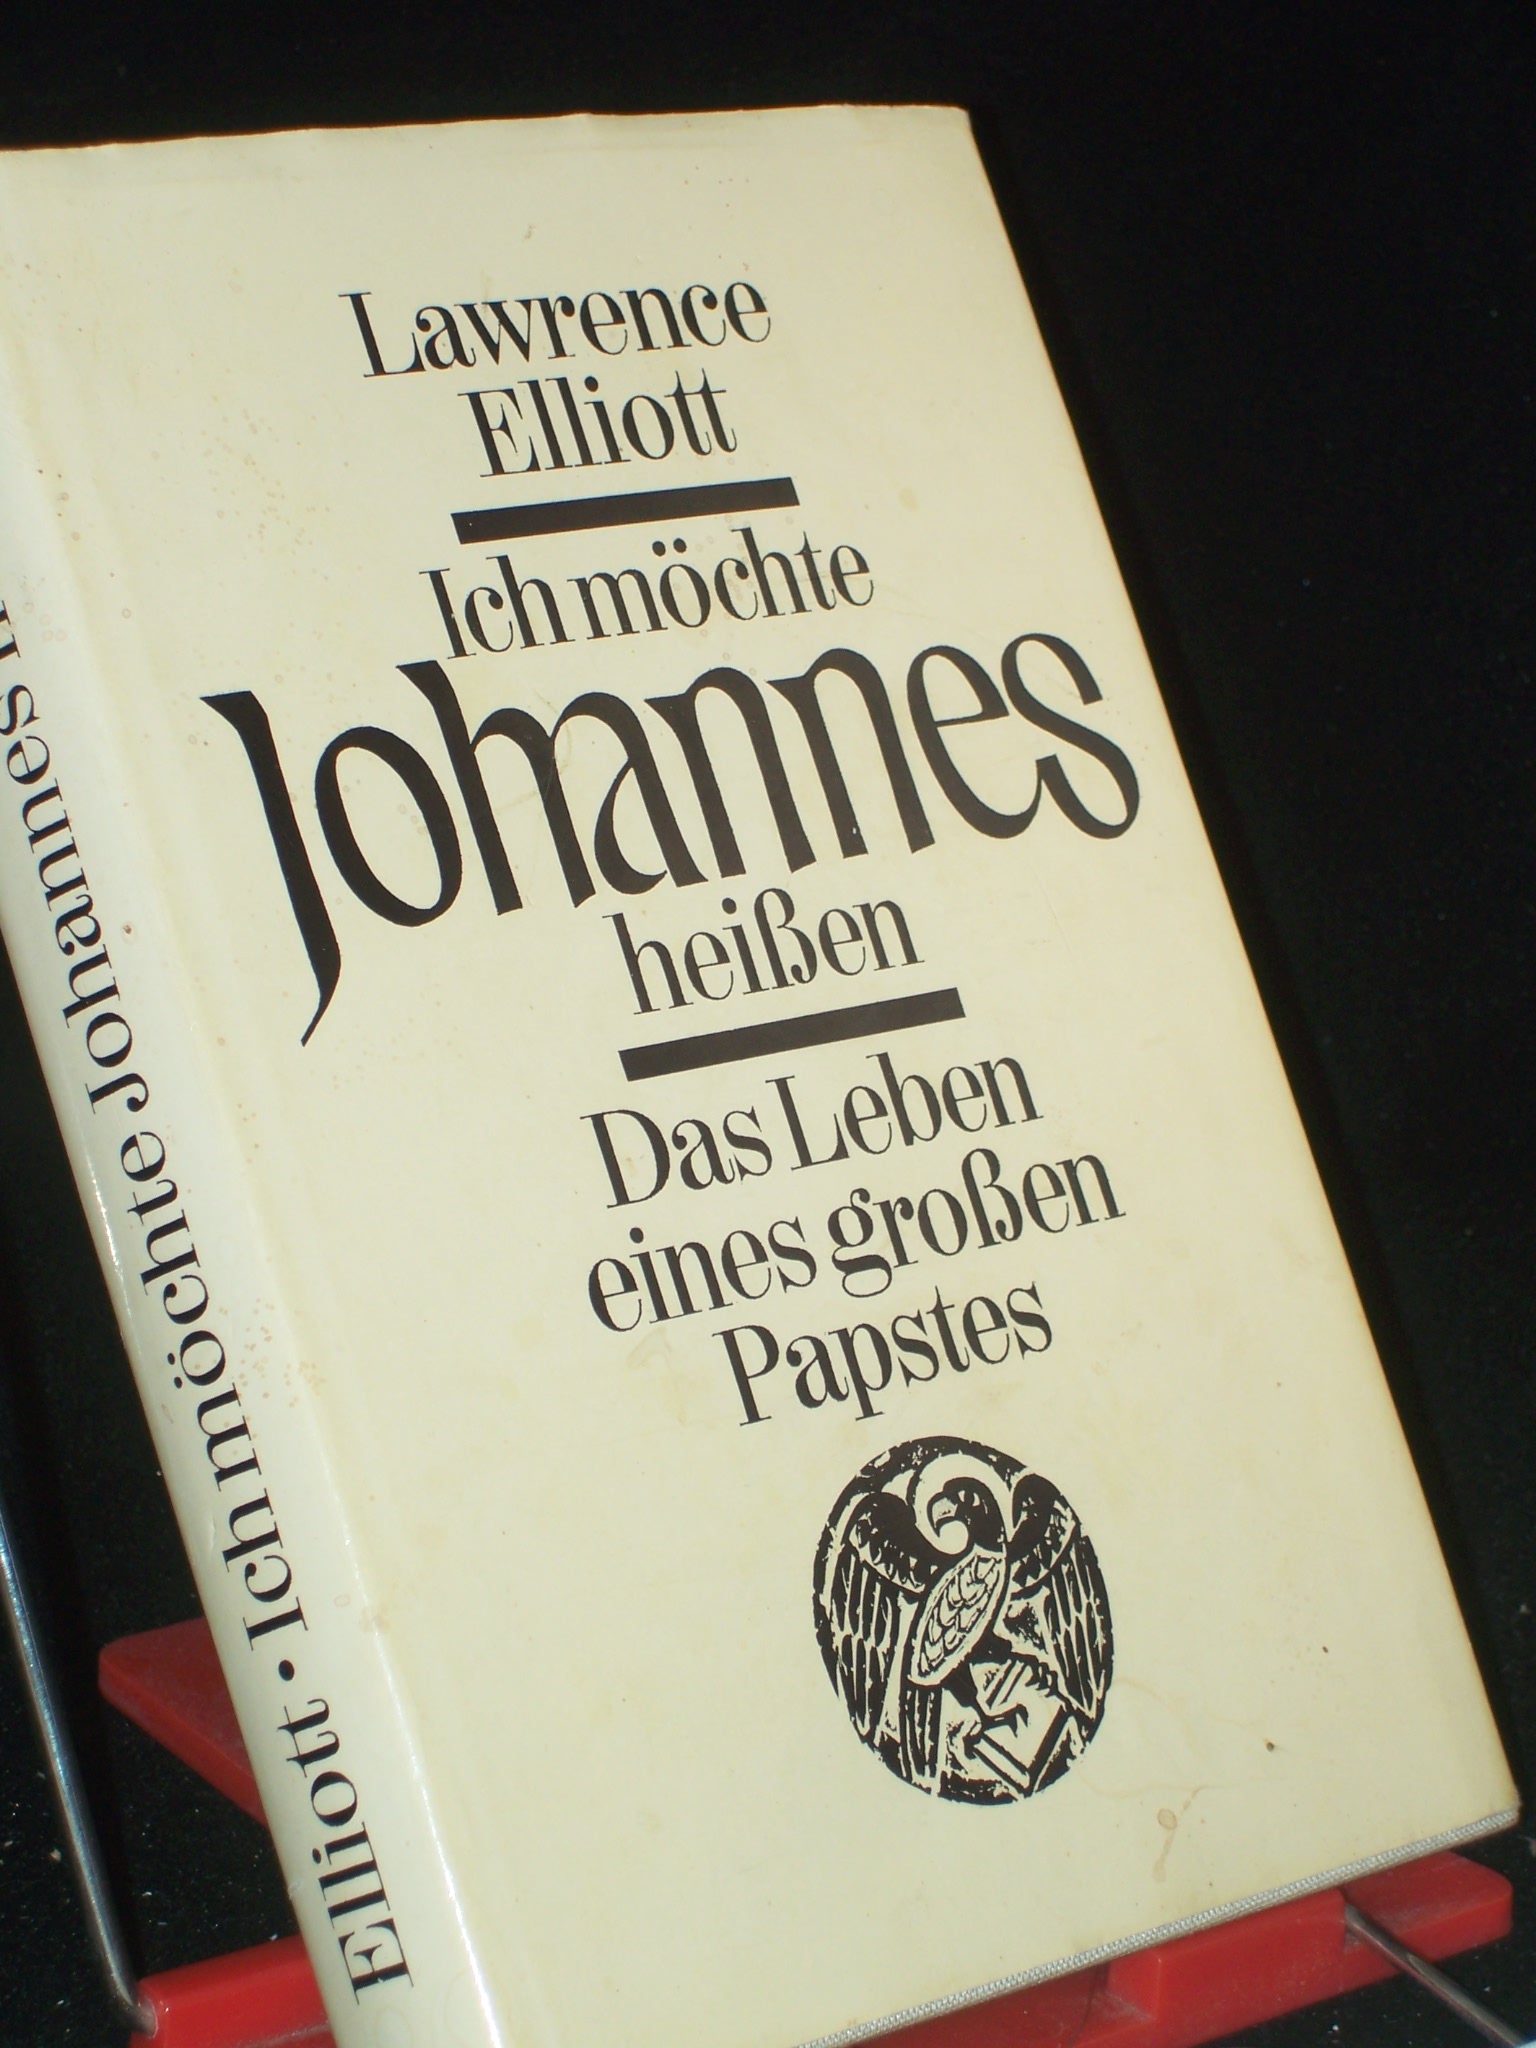 Lawrence
Elliott
Ich möchte
Johannes
heißen
Das Leben
eines großen
Papstes
Elliott · Ich möchte Johannes